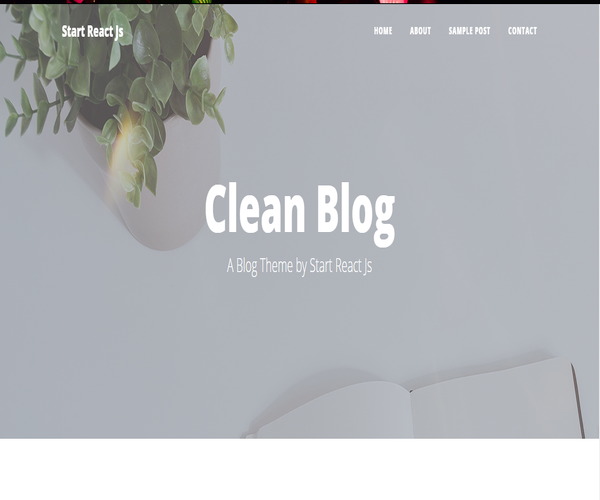 Start React Js
HOME ABOUT SAMPLE POST CONTACT
Clean Blog
A Blog Theme by Start React Js